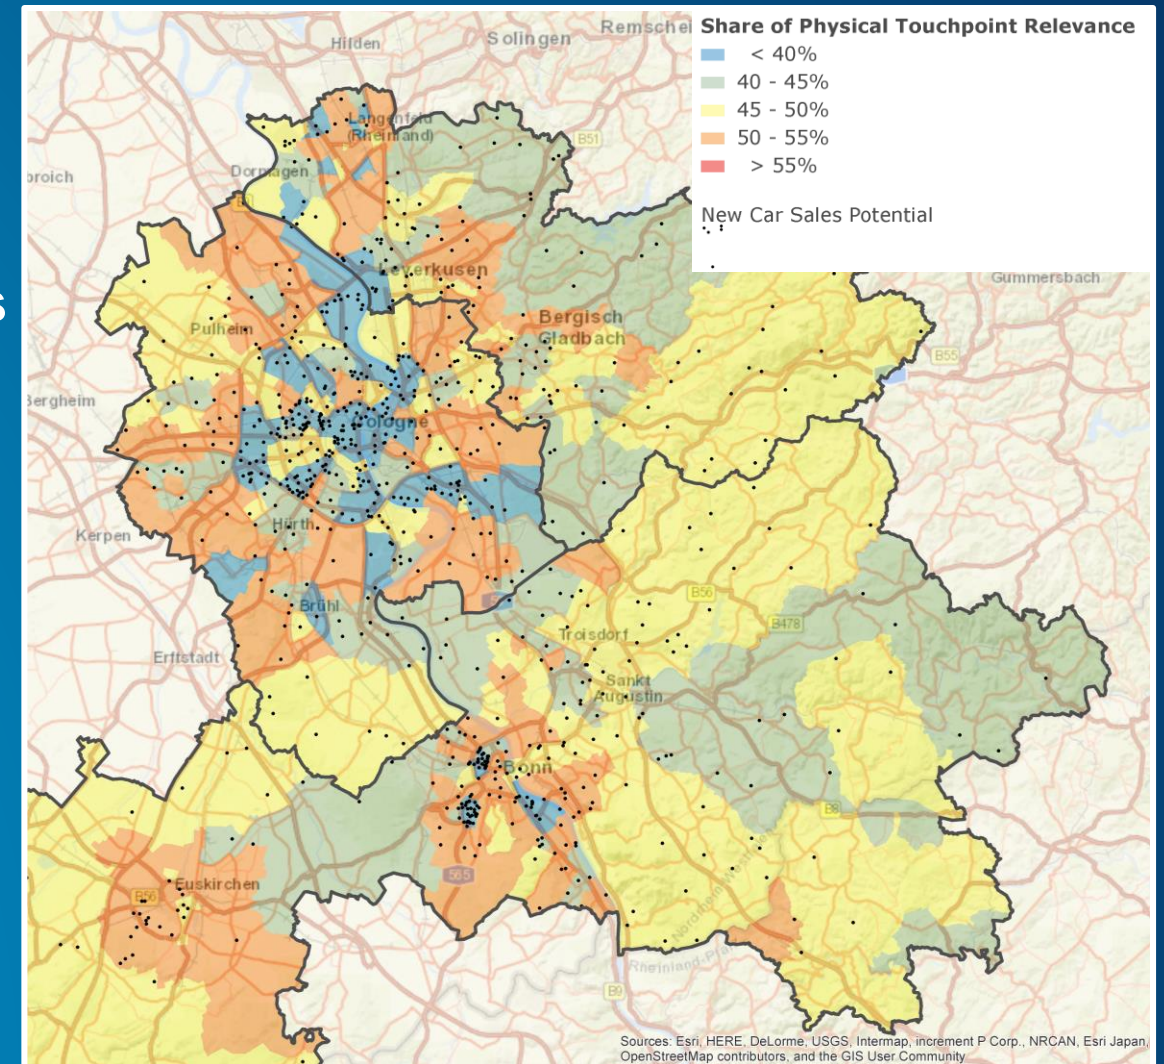 Share of Physical Touchpoint Relevance
< 40%
40 - 45%
45 - 50%
50 - 55%
> 55%
New Car Sales Potential
Hilden
Solingen
Langenfeld
(Rheinland)
B51
Dormagen
Leverkusen
Gummersbach
Bergisch
Gladbach
Pulheim
B55
Bergheim
Cologne
Hürth
Kerpen
Brühl
B56
B478
Troisdorf
Erftstadt
Sankt
Augustin
Bonn
B8
565
Euskirchen
B56
B9
Sources: Esri, HERE, DeLorme, USGS, Intermap, increment P Corp., NRCAN, Esri Japan,
OpenStreetMap contributors, and the GIS User Community